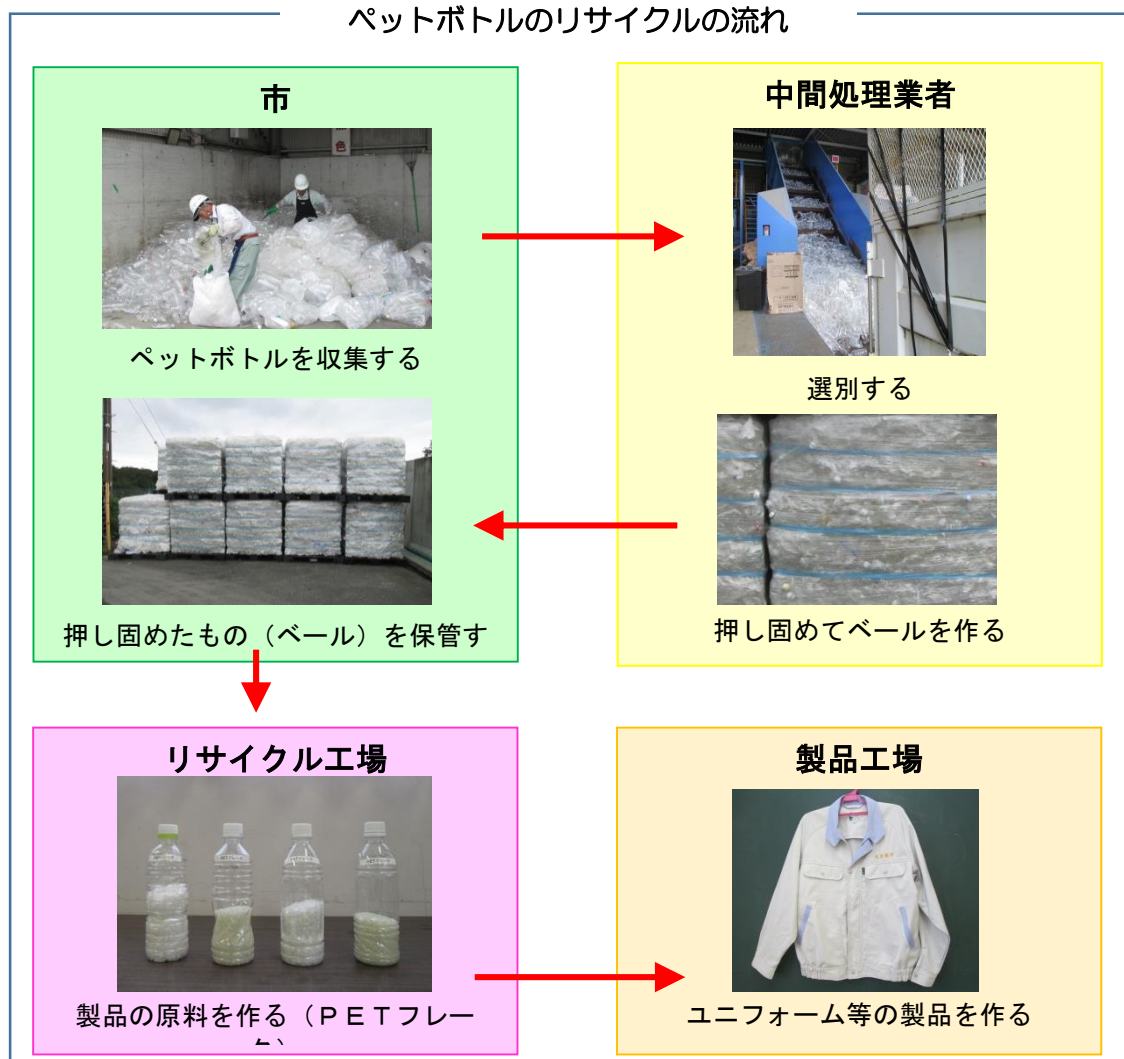 ペットボトルのリサイクルの流れ
市
ペットボトルを収集する
押し固めたもの（ベール）を保管す
中間処理業者
選別する
押し固めてベールを作る
リサイクル工場
製品の原料を作る（ＰＥＴフレー
製品工場
ユニフォーム等の製品を作る